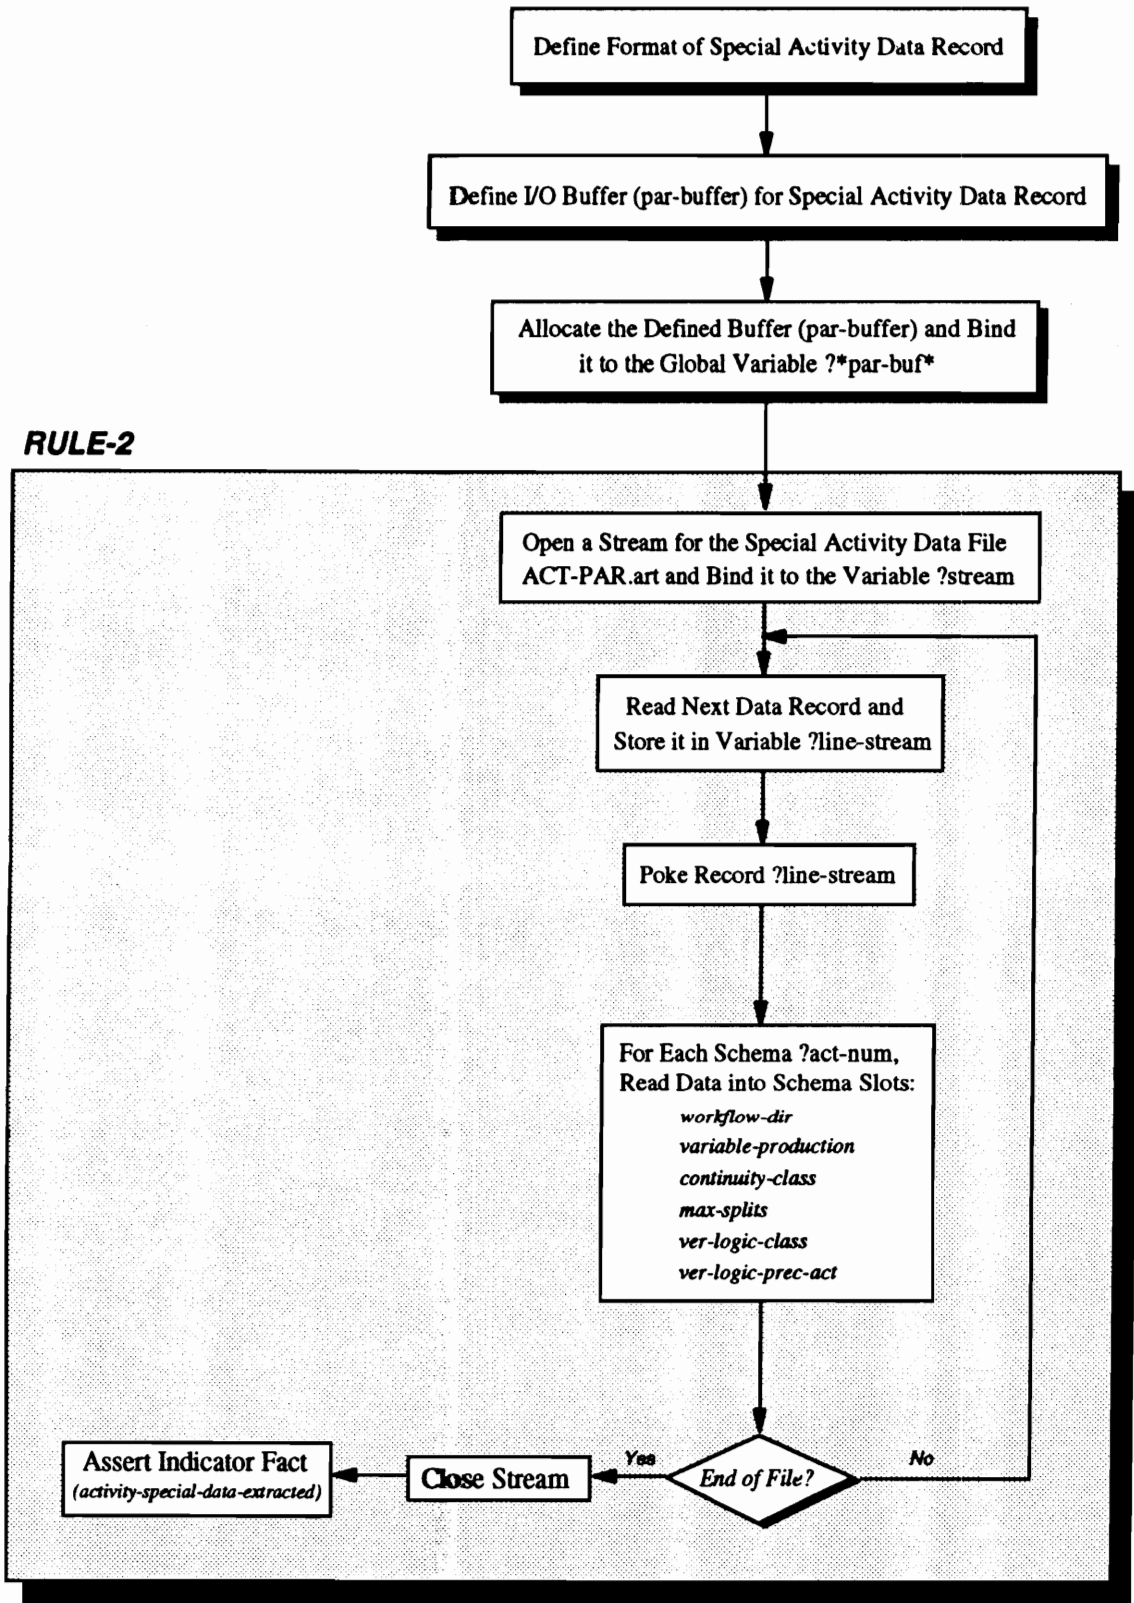 Define Format of Special Activity Data Record
Define I/O Buffer (par-buffer) for Special Activity Data Record
Allocate the Defined Buffer (par-buffer) and Bind
it to the Global Variable ?*par-buf*
RULE-2
Open a Stream for the Special Activity Data File
ACT-PAR.art and Bind it to the Variable ?stream
Read Next Data Record and
Store it in Variable ?line-stream
Poke Record ?line-stream
For Each Schema ?act-num,
Read Data into Schema Slots:
workflow-dir
variable-production
continuity-class
max-splits
ver-logic-class
ver-logic-prec-act
End of File?
No
Yes
Close Stream
Assert Indicator Fact
(activity-special-data-extracted)